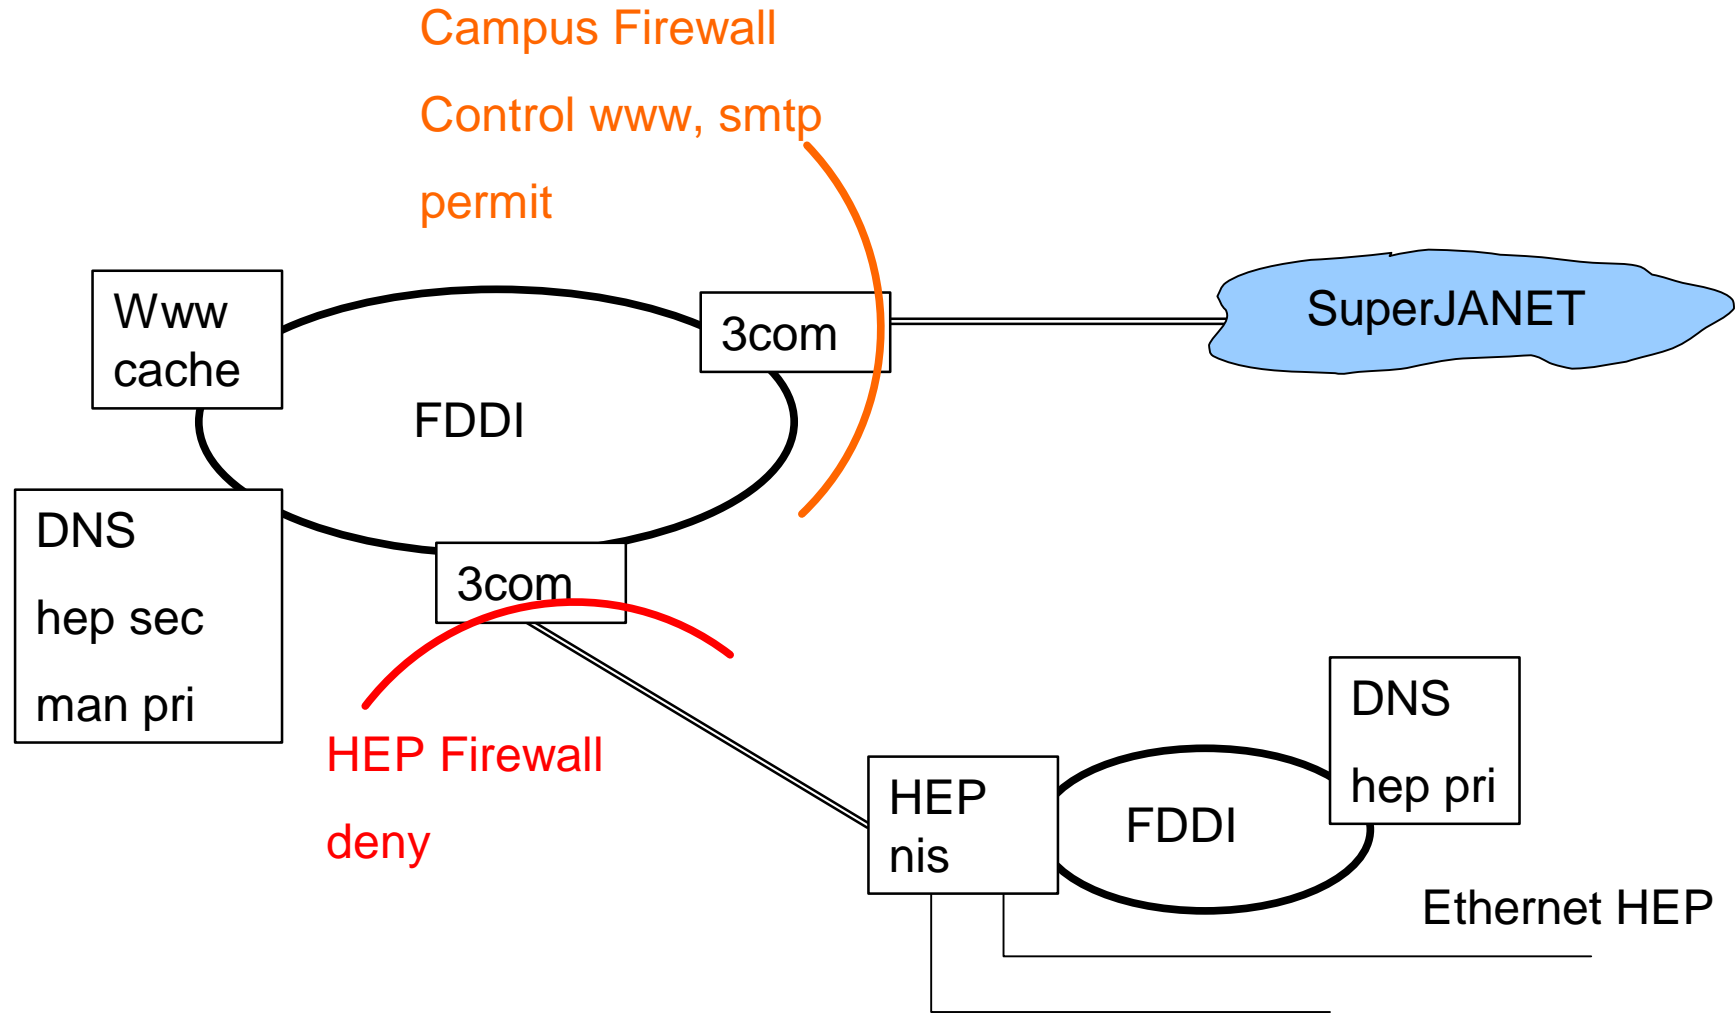 Campus Firewall
Control www, smtp
permit
Www
cache
3com
SuperJANET
FDDI
DNS
hep sec
man pri
3com
HEP Firewall
deny
HEP
nis
FDDI
DNS
hep pri
Ethernet HEP